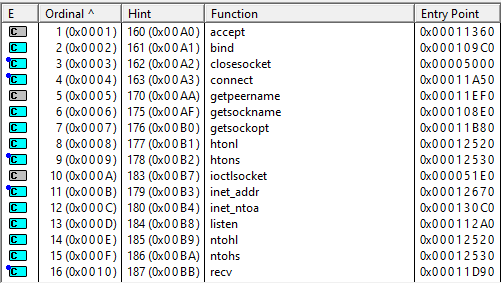 E Ordinal ^ Hint Function Entry Point
C 1 (0x0001) 160 (0x00A0) accept 0x00011360
C 2 (0x0002) 161 (0x00A1) bind 0x000109C0
C 3 (0x0003) 162 (0x00A2) closesocket 0x00005000
C 4 (0x0004) 163 (0x00A3) connect 0x00011A50
C 5 (0x0005) 170 (0x00AA) getpeername 0x00011EF0
C 6 (0x0006) 175 (0x00AF) getsockname 0x000108E0
C 7 (0x0007) 176 (0x00B0) getsockopt 0x00011B80
C 8 (0x0008) 177 (0x00B1) htonl 0x00012520
C 9 (0x0009) 178 (0x00B2) htons 0x00012530
C 10 (0x000A) 183 (0x00B7) ioctlsocket 0x000051E0
C 11 (0x000B) 179 (0x00B3) inet_addr 0x00012670
C 12 (0x000C) 180 (0x00B4) inet_ntoa 0x000130C0
C 13 (0x000D) 184 (0x00B8) listen 0x000112A0
C 14 (0x000E) 185 (0x00B9) ntohl 0x00012520
C 15 (0x000F) 186 (0x00BA) ntohs 0x00012530
C 16 (0x0010) 187 (0x00BB) recv 0x00011D90